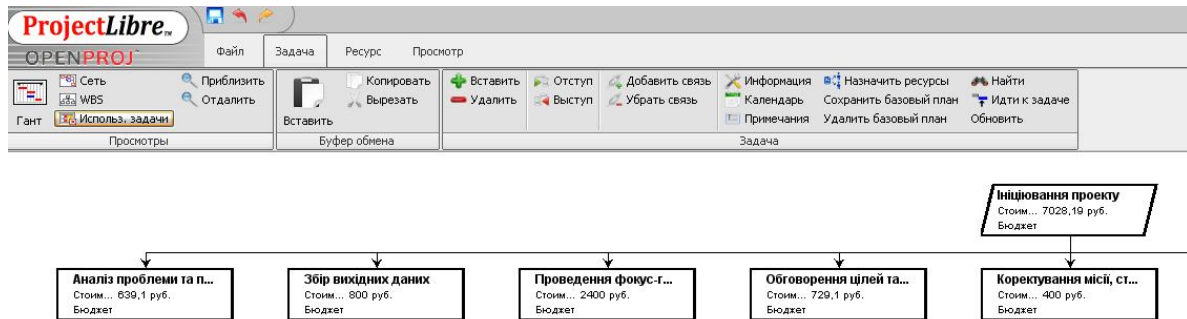 ProjectLibre™
OPENPROJ
Файл Задача Ресурс Просмотр
Гант
Сеть
WBS
Использ. задачи
Приблизить
Отдалить
Просмотры
Вставить
Копировать
Вырезать
Буфер обмена
Вставить
Удалить
Отступ
Выступ
Добавить связь
Убрать связь
Информация
Календарь
Примечания
Назначить ресурсы
Сохранить базовый план
Удалить базовый план
Найти
Идти к задаче
Обновить
Задача
Ініціювання проекту
Стоим... 7028,19 руб.
Бюджет
Аналіз проблеми та п...
Стоим... 639,1 руб.
Бюджет
Збір вихідних даних
Стоим... 800 руб.
Бюджет
Проведення фокус-г...
Стоим... 2400 руб.
Бюджет
Обговорення цілей та...
Стоим... 729,1 руб.
Бюджет
Коректування місії, ст...
Стоим... 400 руб.
Бюджет